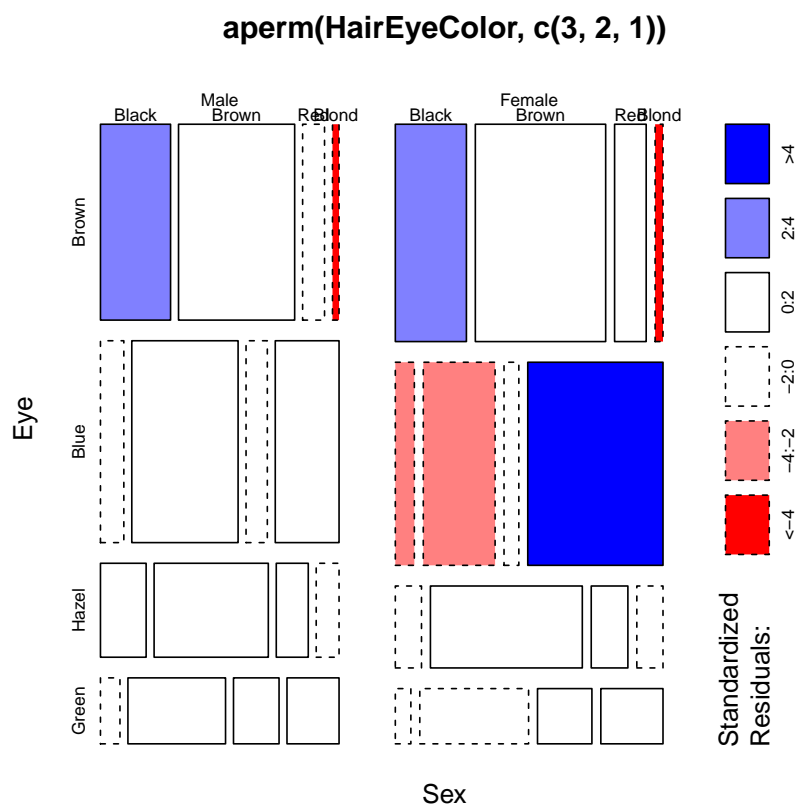 aperm(HairEyeColor, c(3, 2, 1))
Male Female
Black Brown Red Blond Black Brown Red Blond
Brown
Blue
Hazel
Green
Eye
Sex
Standardized
Residuals:
<−4
−4:−2
−2:0
0:2
2:4
>4